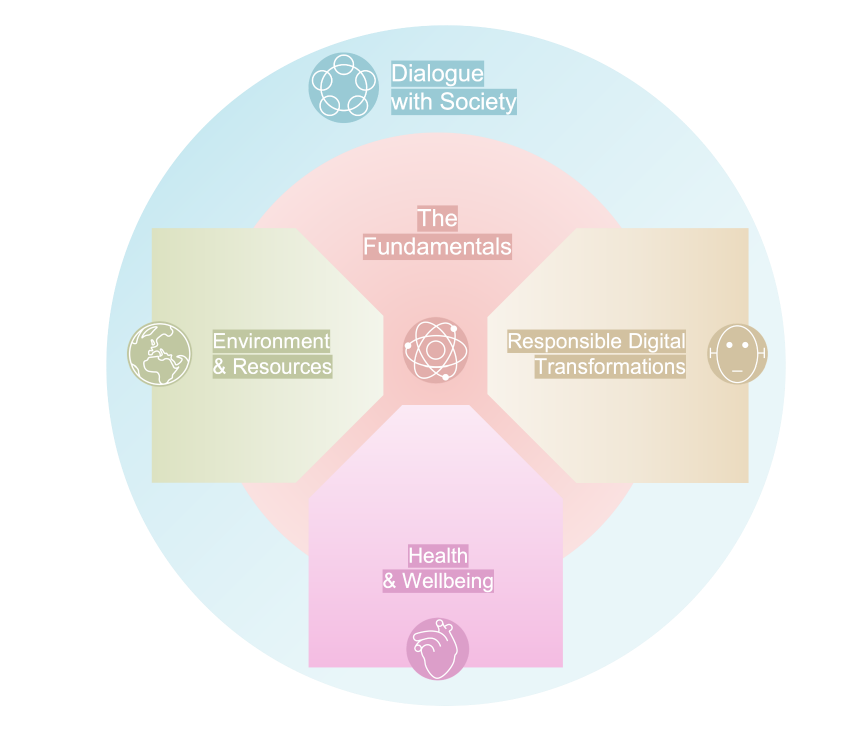 Dialogue
with Society
The
Fundamentals
Environment
& Resources
Responsible Digital
Transformations
Health
& Wellbeing